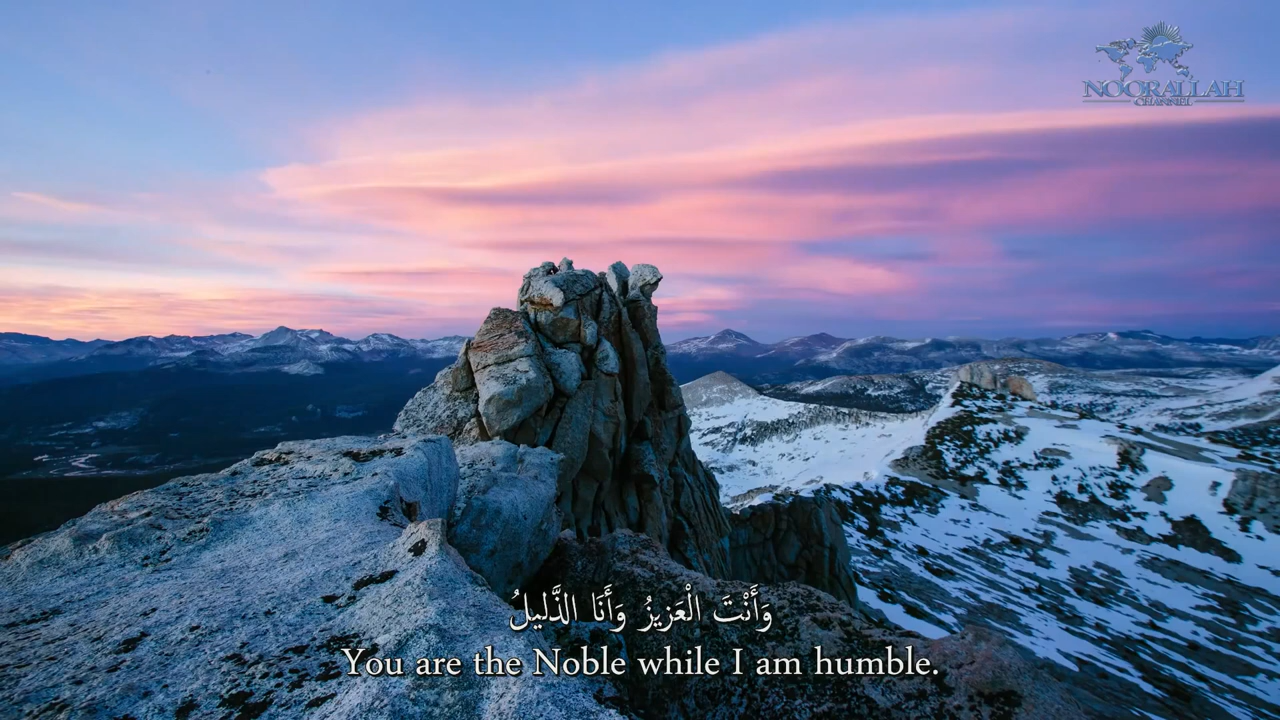 NOORALLAH
CHANNEL
وَأَنْتَ الْعَزِيزُ وَأَنَا الذَّلِيلُ
You are the Noble while I am humble.